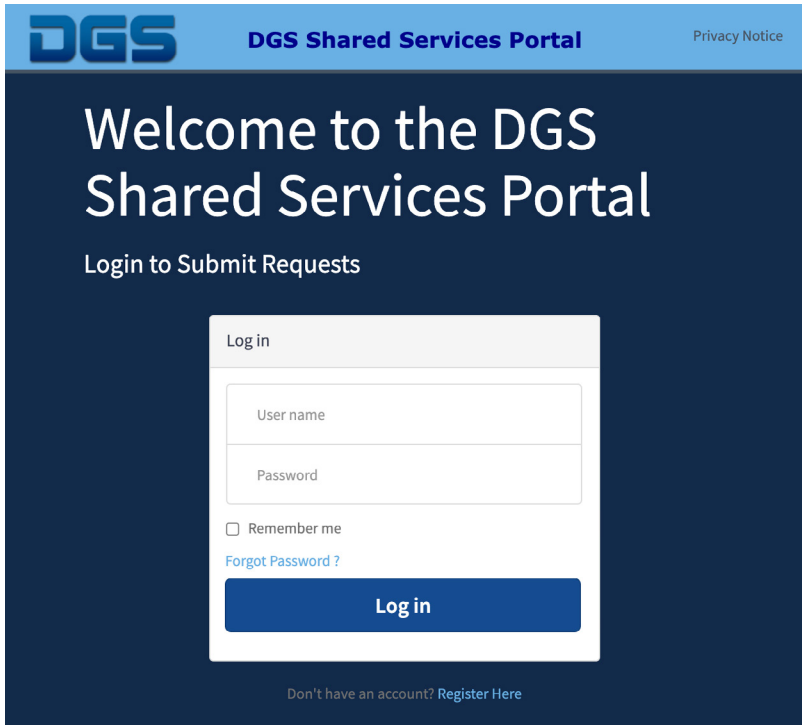 DGS
DGS Shared Services Portal
Privacy Notice
Welcome to the DGS
Shared Services Portal
Login to Submit Requests
Log in
User name
Password
Remember me
Forgot Password ?
Log in
Don't have an account? Register Here